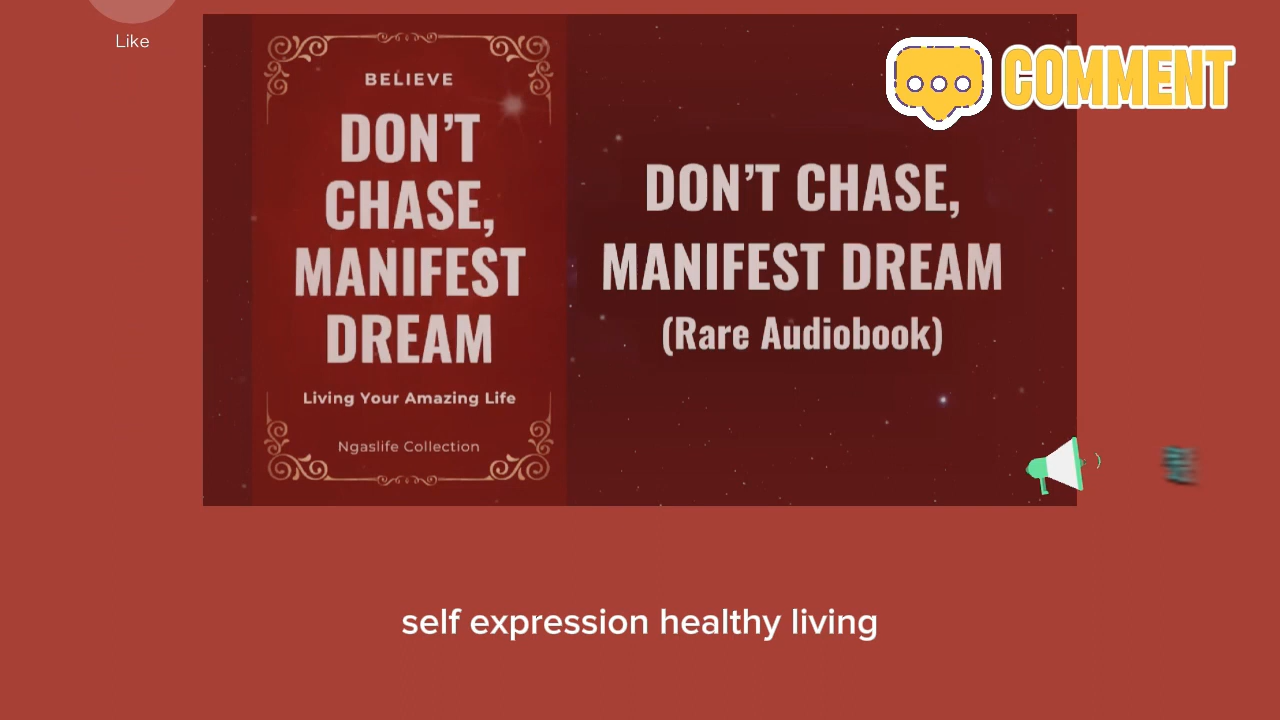 Like
COMMENT
BELIEVE
DON'T
CHASE,
MANIFEST
DREAM
Living Your Amazing Life
Ngaslife Collection
DON'T CHASE,
MANIFEST DREAM
(Rare Audiobook)
self expression healthy living